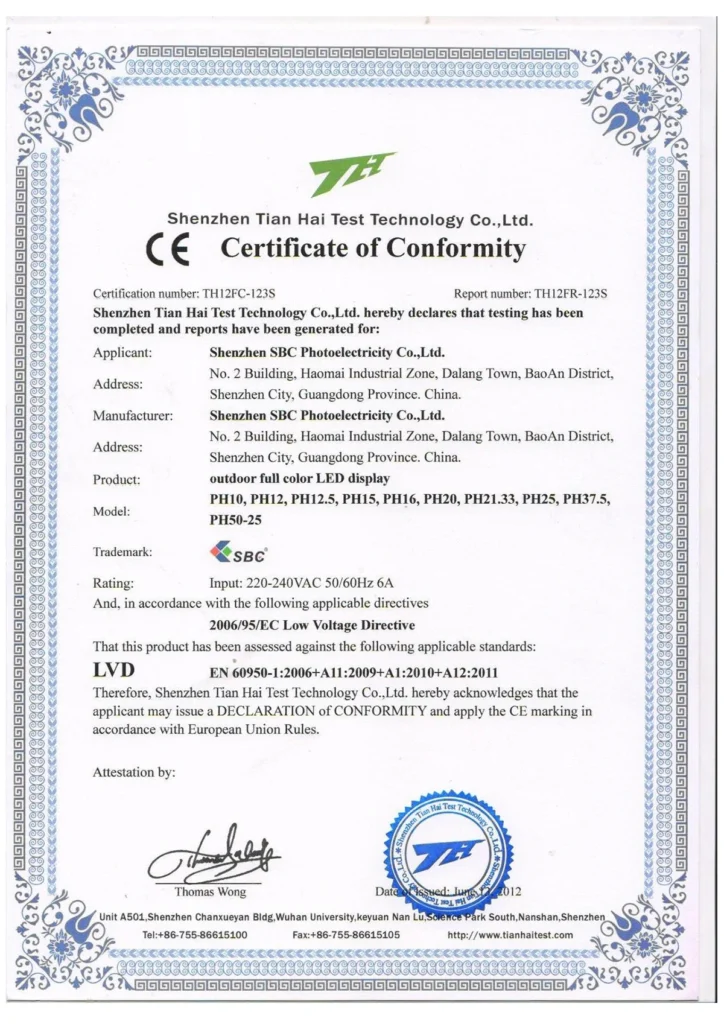 TH
Shenzhen Tian Hai Test Technology Co.,Ltd.
CE Certificate of Conformity
Certification number: TH12FC-123S Report number: TH12FR-123S
Shenzhen Tian Hai Test Technology Co.,Ltd. hereby declares that testing has been
completed and reports have been generated for:
Applicant: Shenzhen SBC Photoelectricity Co.,Ltd.
Address: No. 2 Building, Haomai Industrial Zone, Dalang Town, BaoAn District,
Shenzhen City, Guangdong Province. China.
Manufacturer: Shenzhen SBC Photoelectricity Co.,Ltd.
Address: No. 2 Building, Haomai Industrial Zone, Dalang Town, BaoAn District,
Shenzhen City, Guangdong Province. China.
Product: outdoor full color LED display
Model: PH10, PH12, PH12.5, PH15, PH16, PH20, PH21.33, PH25, PH37.5,
PH50-25
Trademark: SBC®
Rating: Input: 220-240VAC 50/60Hz 6A
And, in accordance with the following applicable directives
2006/95/EC Low Voltage Directive
That this product has been assessed against the following applicable standards:
LVD EN 60950-1:2006+A11:2009+A1:2010+A12:2011
Therefore, Shenzhen Tian Hai Test Technology Co.,Ltd. hereby acknowledges that the
applicant may issue a DECLARATION of CONFORMITY and apply the CE marking in
accordance with European Union Rules.
Attestation by:
Shenzhen Tian Hai Test Technology Co.,Ltd.
TH
Thomas Wong Date of Issued: June 2012
Unit A501,Shenzhen Chanxueyan Bldg,Wuhan University,keyuan Nan Lu,Science Park South,Nanshan,Shenzhen
Tel:+86-755-86615100 Fax:+86-755-86615105 http://www.tianhaitest.com